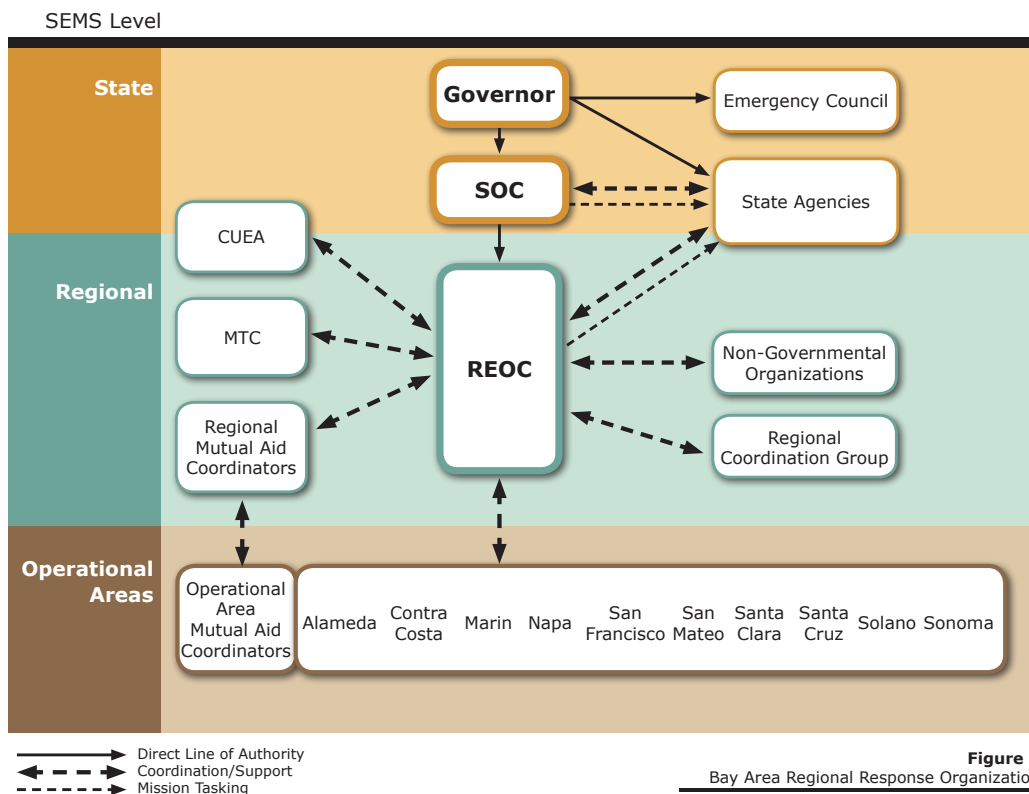 SEMS Level
State
Governor
Emergency Council
SOC
State Agencies
CUEA
Regional
MTC
REOC
Non-Governmental
Organizations
Regional
Mutual Aid
Coordinators
Regional
Coordination Group
Operational
Areas
Operational
Area
Mutual Aid
Coordinators
Alameda
Contra
Costa
Marin
Napa
San
Francisco
San
Mateo
Santa
Clara
Santa
Cruz
Solano
Sonoma
Direct Line of Authority
Coordination/Support
Mission Tasking
Figure
Bay Area Regional Response Organizatio